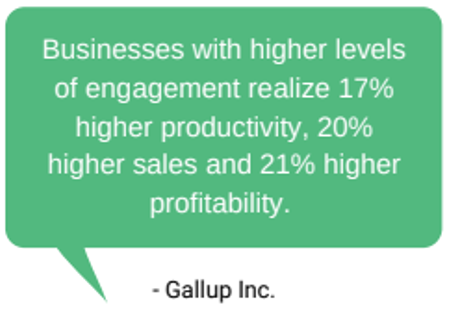 Businesses with higher levels
of engagement realize 17%
higher productivity, 20%
higher sales and 21% higher
profitability.
- Gallup Inc.